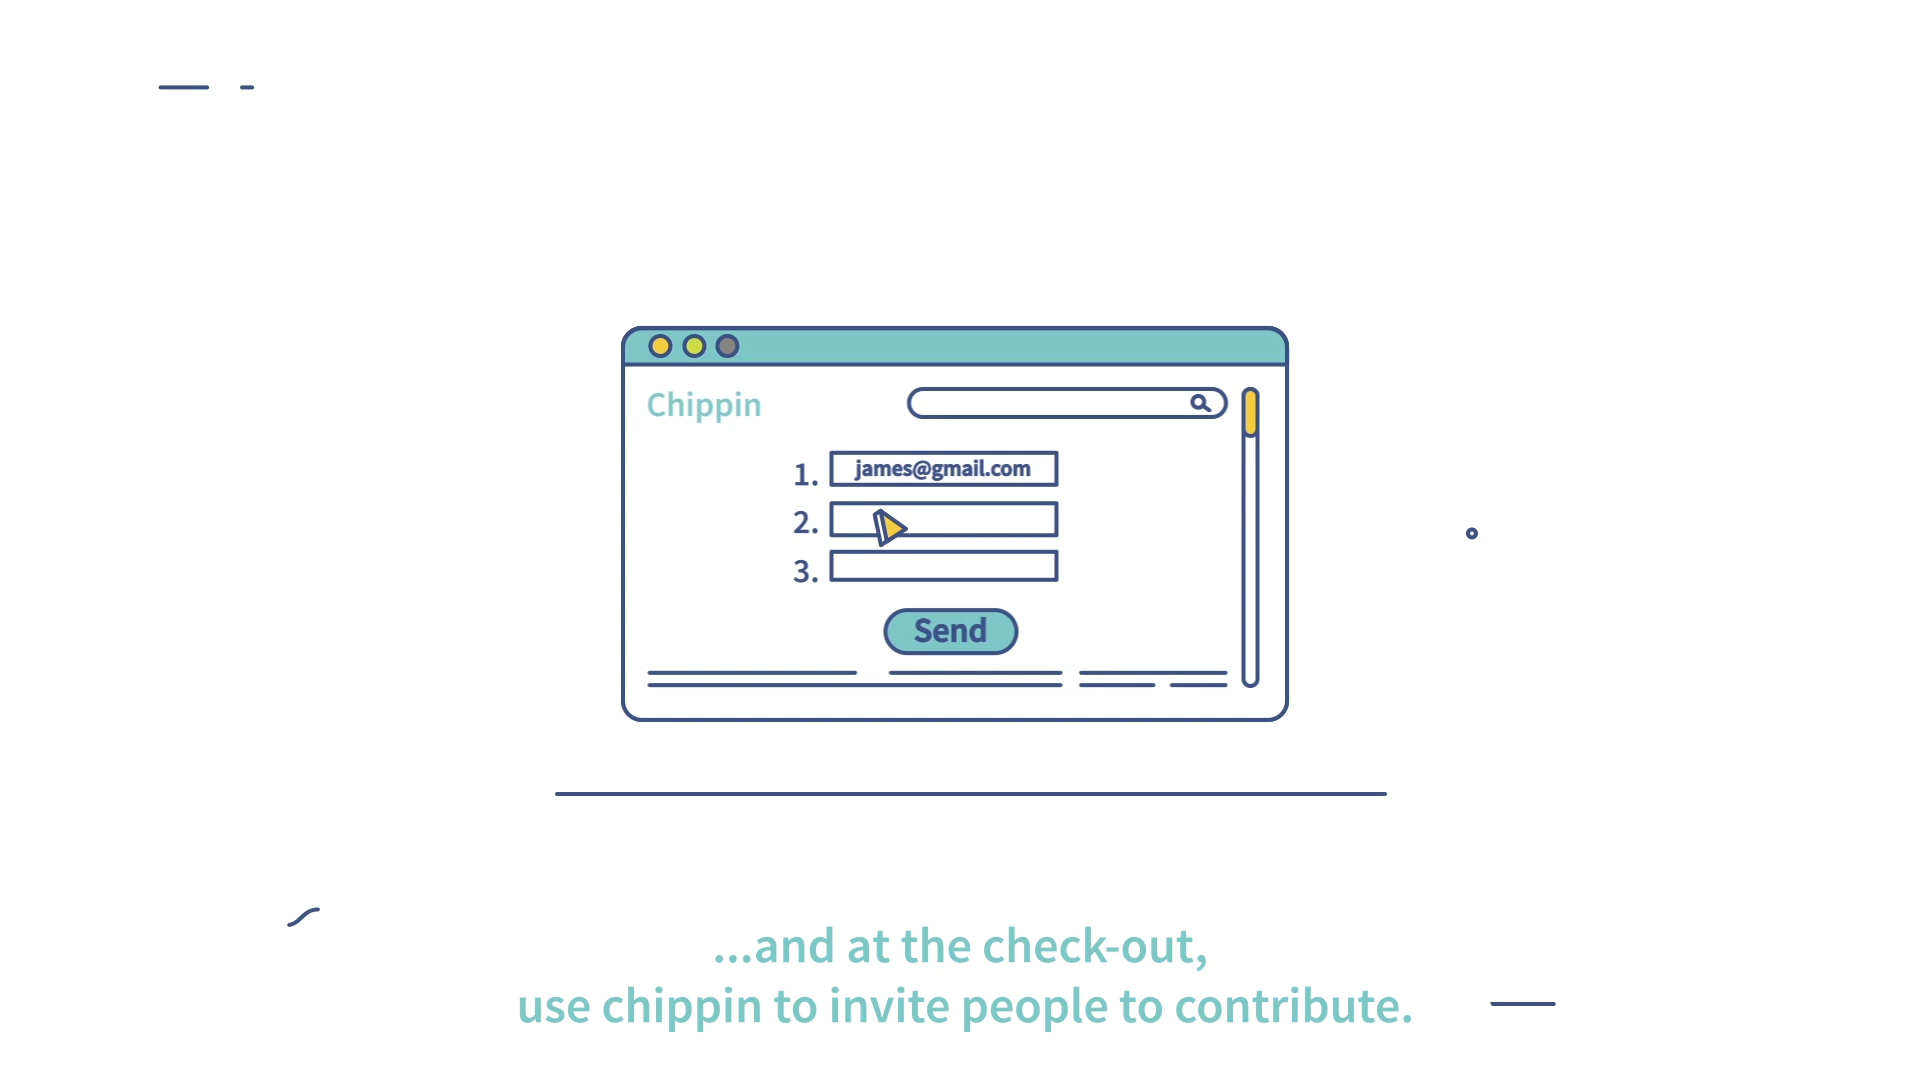 Chippin
1. james@gmail.com
2.
3.
Send
...and at the check-out,
use chippin to invite people to contribute.